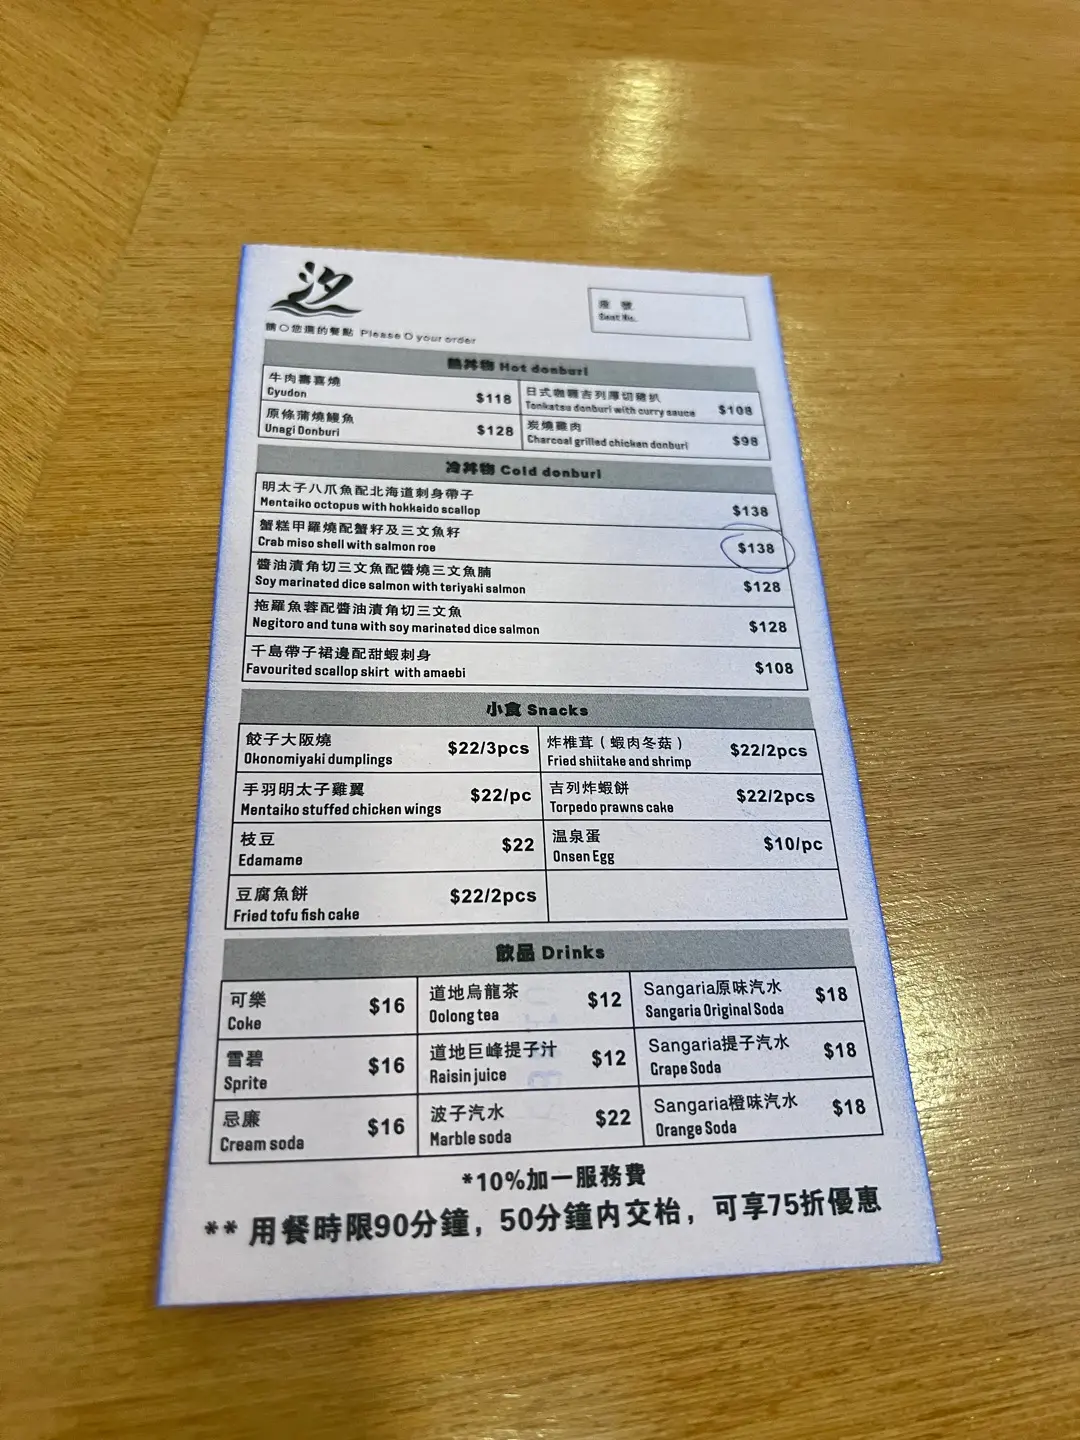 汐
請〇您選的餐點 Please O your order
座 號
Seat No.
熱丼物 Hot donburi
牛肉壽喜燒
Gyudon
$118
日式咖喱吉列厚切豬扒
Tonkatsu donburi with curry sauce
$108
原條蒲燒鰻魚
Unagi Donburi
$128
炭燒雞肉
Charcoal grilled chicken donburi
$98
冷丼物 Cold donburi
明太子八爪魚配北海道刺身帶子
Mentaiko octopus with hokkaido scallop
$138
蟹糕甲羅燒配蟹籽及三文魚籽
Crab miso shell with salmon roe
$138
醬油漬角切三文魚配醬燒三文魚腩
Soy marinated dice salmon with teriyaki salmon
$128
拖羅魚蓉配醬油漬角切三文魚
Negitoro and tuna with soy marinated dice salmon
$128
千島帶子裙邊配甜蝦刺身
Favourited scallop skirt with amaebi
$108
小食 Snacks
餃子大阪燒
Okonomiyaki dumplings
$22/3pcs
炸椎茸（蝦肉冬菇）
Fried shiitake and shrimp
$22/2pcs
手羽明太子雞翼
Mentaiko stuffed chicken wings
$22/pc
吉列炸蝦餅
Torpedo prawns cake
$22/2pcs
枝豆
Edamame
$22
温泉蛋
Onsen Egg
$10/pc
豆腐魚餅
Fried tofu fish cake
$22/2pcs
飲品 Drinks
可樂
Coke
$16
道地烏龍茶
Oolong tea
$12
Sangaria原味汽水
Sangaria Original Soda
$18
雪碧
Sprite
$16
道地巨峰提子汁
Raisin juice
$12
Sangaria提子汽水
Grape Soda
$18
忌廉
Cream soda
$16
波子汽水
Marble soda
$22
Sangaria橙味汽水
Orange Soda
$18
*10%加一服務費
** 用餐時限90分鐘，50分鐘内交枱，可享75折優惠